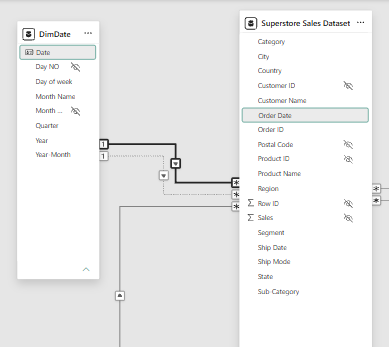 DimDate ...
Date
Day NO
Day of week
Month Name
Month ...
Quarter
Year
Year-Month
1
1
*
*
*
Superstore Sales Dataset ...
Category
City
Country
Customer ID
Customer Name
Order Date
Order ID
Postal Code
Product ID
Product Name
Region
Σ Row ID
Σ Sales
Segment
Ship Date
Ship Mode
State
Sub-Category
*
*